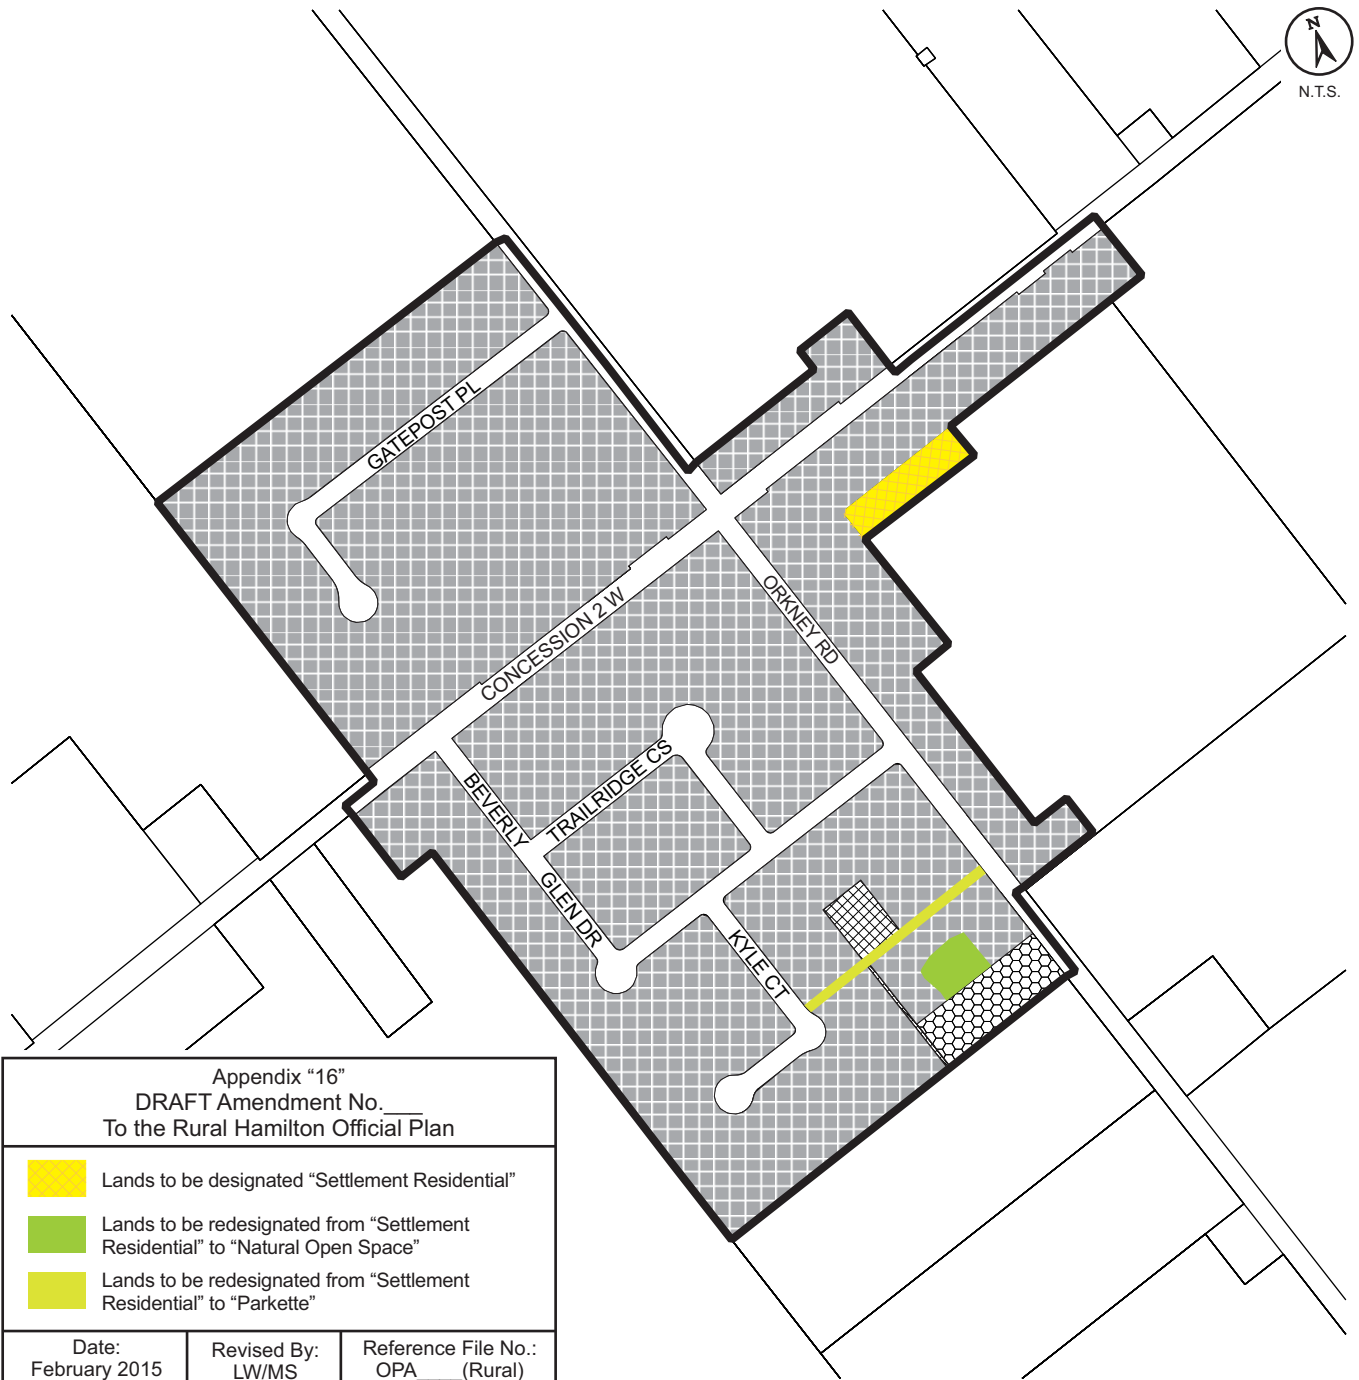 N
N.T.S.
GATEPOST PL
CONCESSION 2 W
ORKNEY RD
BEVERLY
GLEN DR
TRAILRIDGE CS
KYLE CT
Appendix “16”
DRAFT Amendment No.___
To the Rural Hamilton Official Plan
Lands to be designated “Settlement Residential”
Lands to be redesignated from “Settlement
Residential” to “Natural Open Space”
Lands to be redesignated from “Settlement
Residential” to “Parkette”
Date:
February 2015
Revised By:
LW/MS
Reference File No.:
OPA____(Rural)